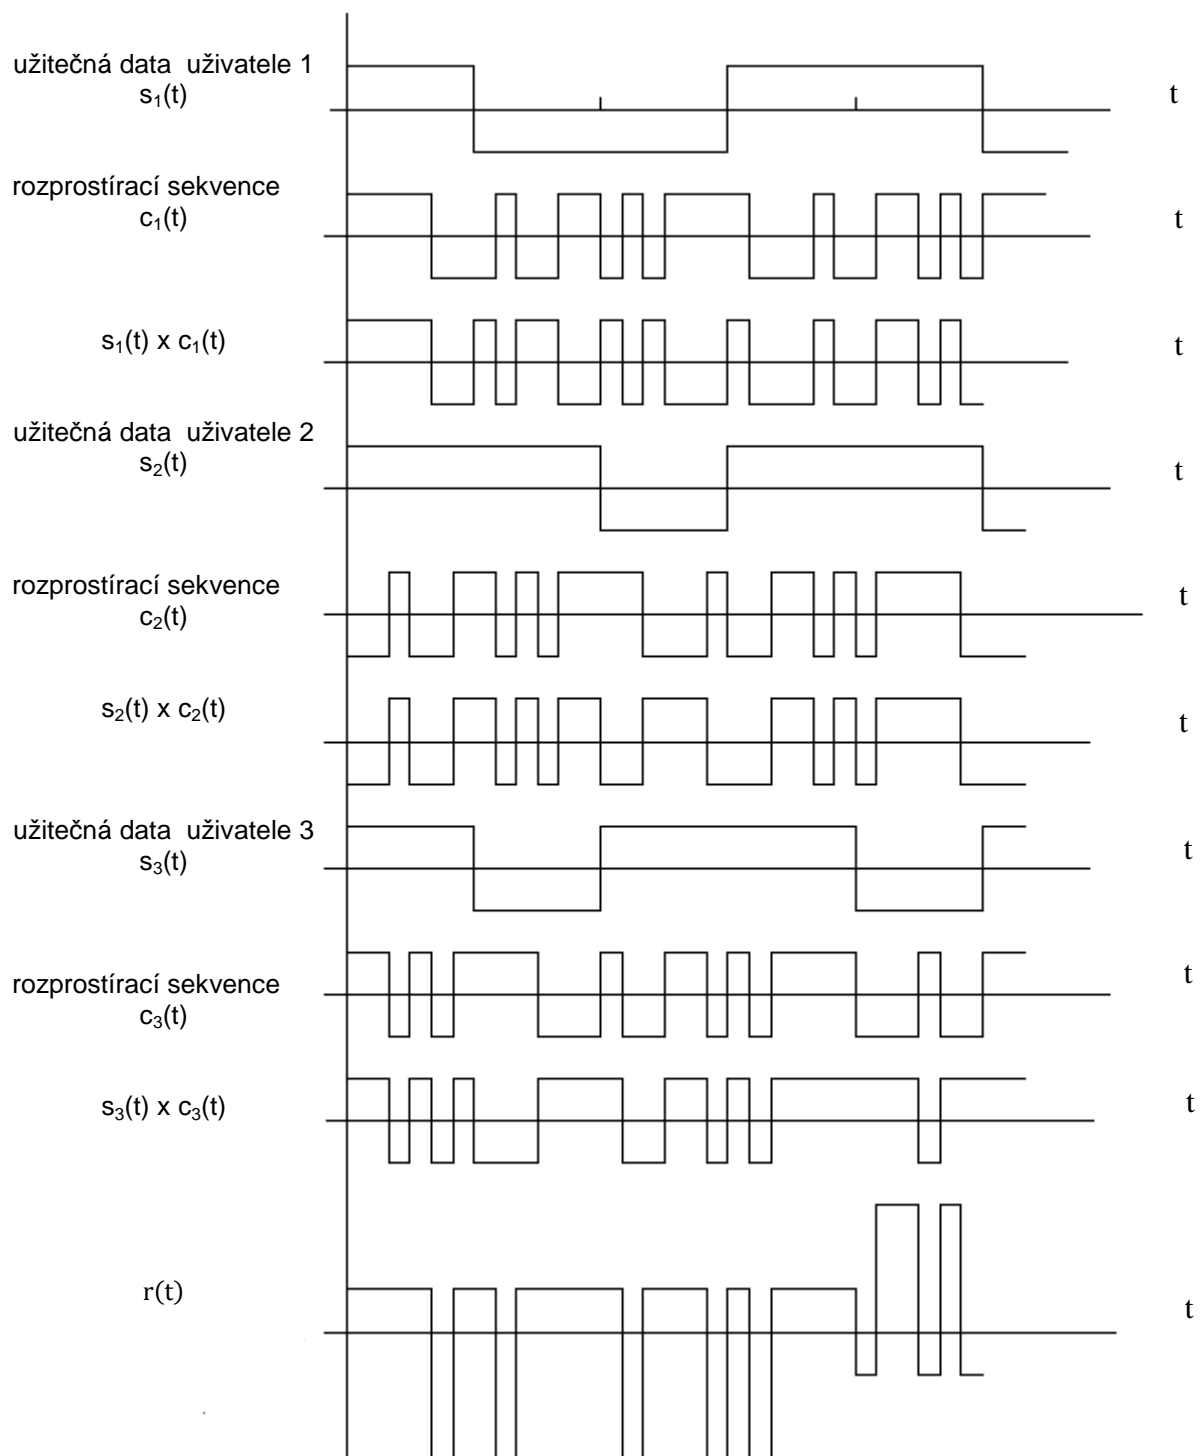 užitečná data uživatele 1
s₁(t)
t
rozprostírací sekvence
c₁(t)
t
s₁(t) x c₁(t)
t
užitečná data uživatele 2
s₂(t)
t
rozprostírací sekvence
c₂(t)
t
s₂(t) x c₂(t)
t
užitečná data uživatele 3
s₃(t)
t
rozprostírací sekvence
c₃(t)
t
s₃(t) x c₃(t)
t
r(t)
t